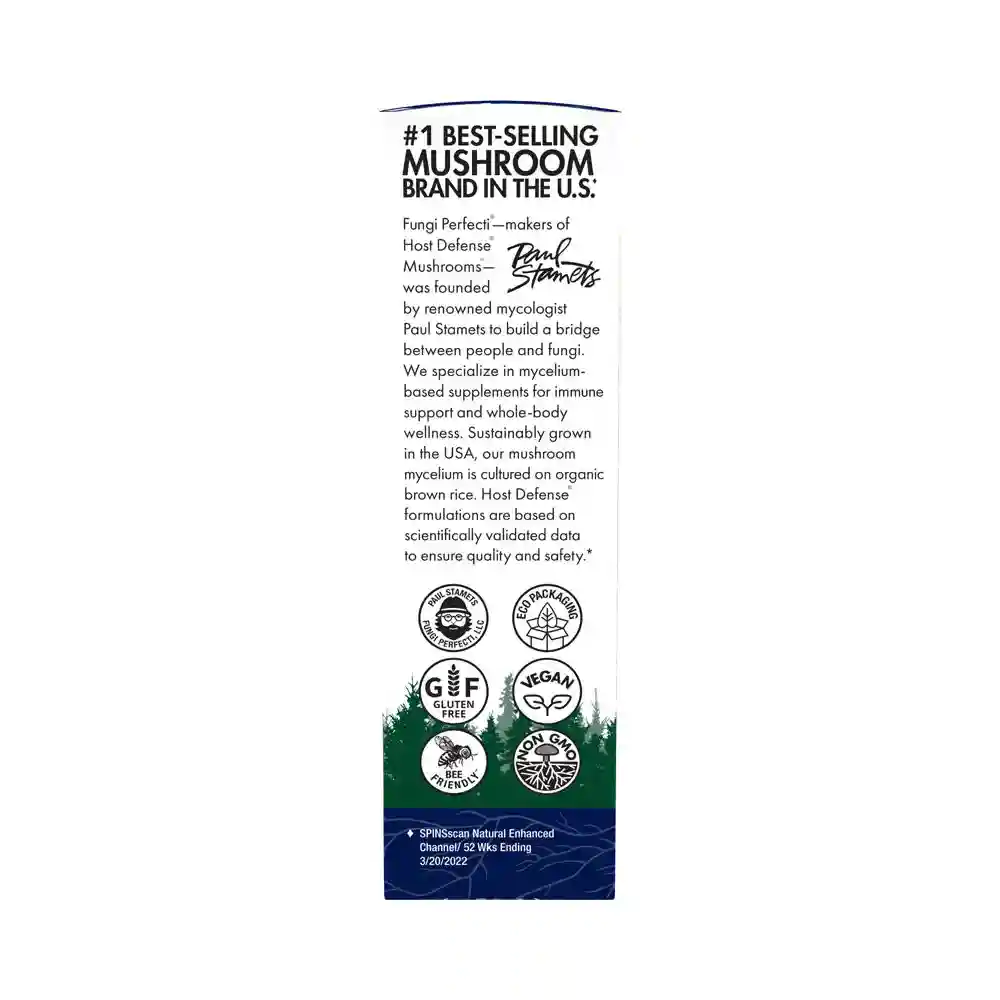 #1 BEST-SELLING
MUSHROOM
BRAND IN THE U.S.♦
Fungi Perfecti®—makers of
Host Defense®
Mushrooms®—
was founded
Paul
Stamets
by renowned mycologist
Paul Stamets to build a bridge
between people and fungi.
We specialize in mycelium-
based supplements for immune
support and whole-body
wellness. Sustainably grown
in the USA, our mushroom
mycelium is cultured on organic
brown rice. Host Defense®
formulations are based on
scientifically validated data
to ensure quality and safety.*
PAUL STAMETS
FUNGI PERFECTI, LLC
ECO PACKAGING
G F
GLUTEN
FREE
VEGAN
BEE
FRIENDLY™
NON GMO
♦ SPINSscan Natural Enhanced
Channel/ 52 Wks Ending
3/20/2022